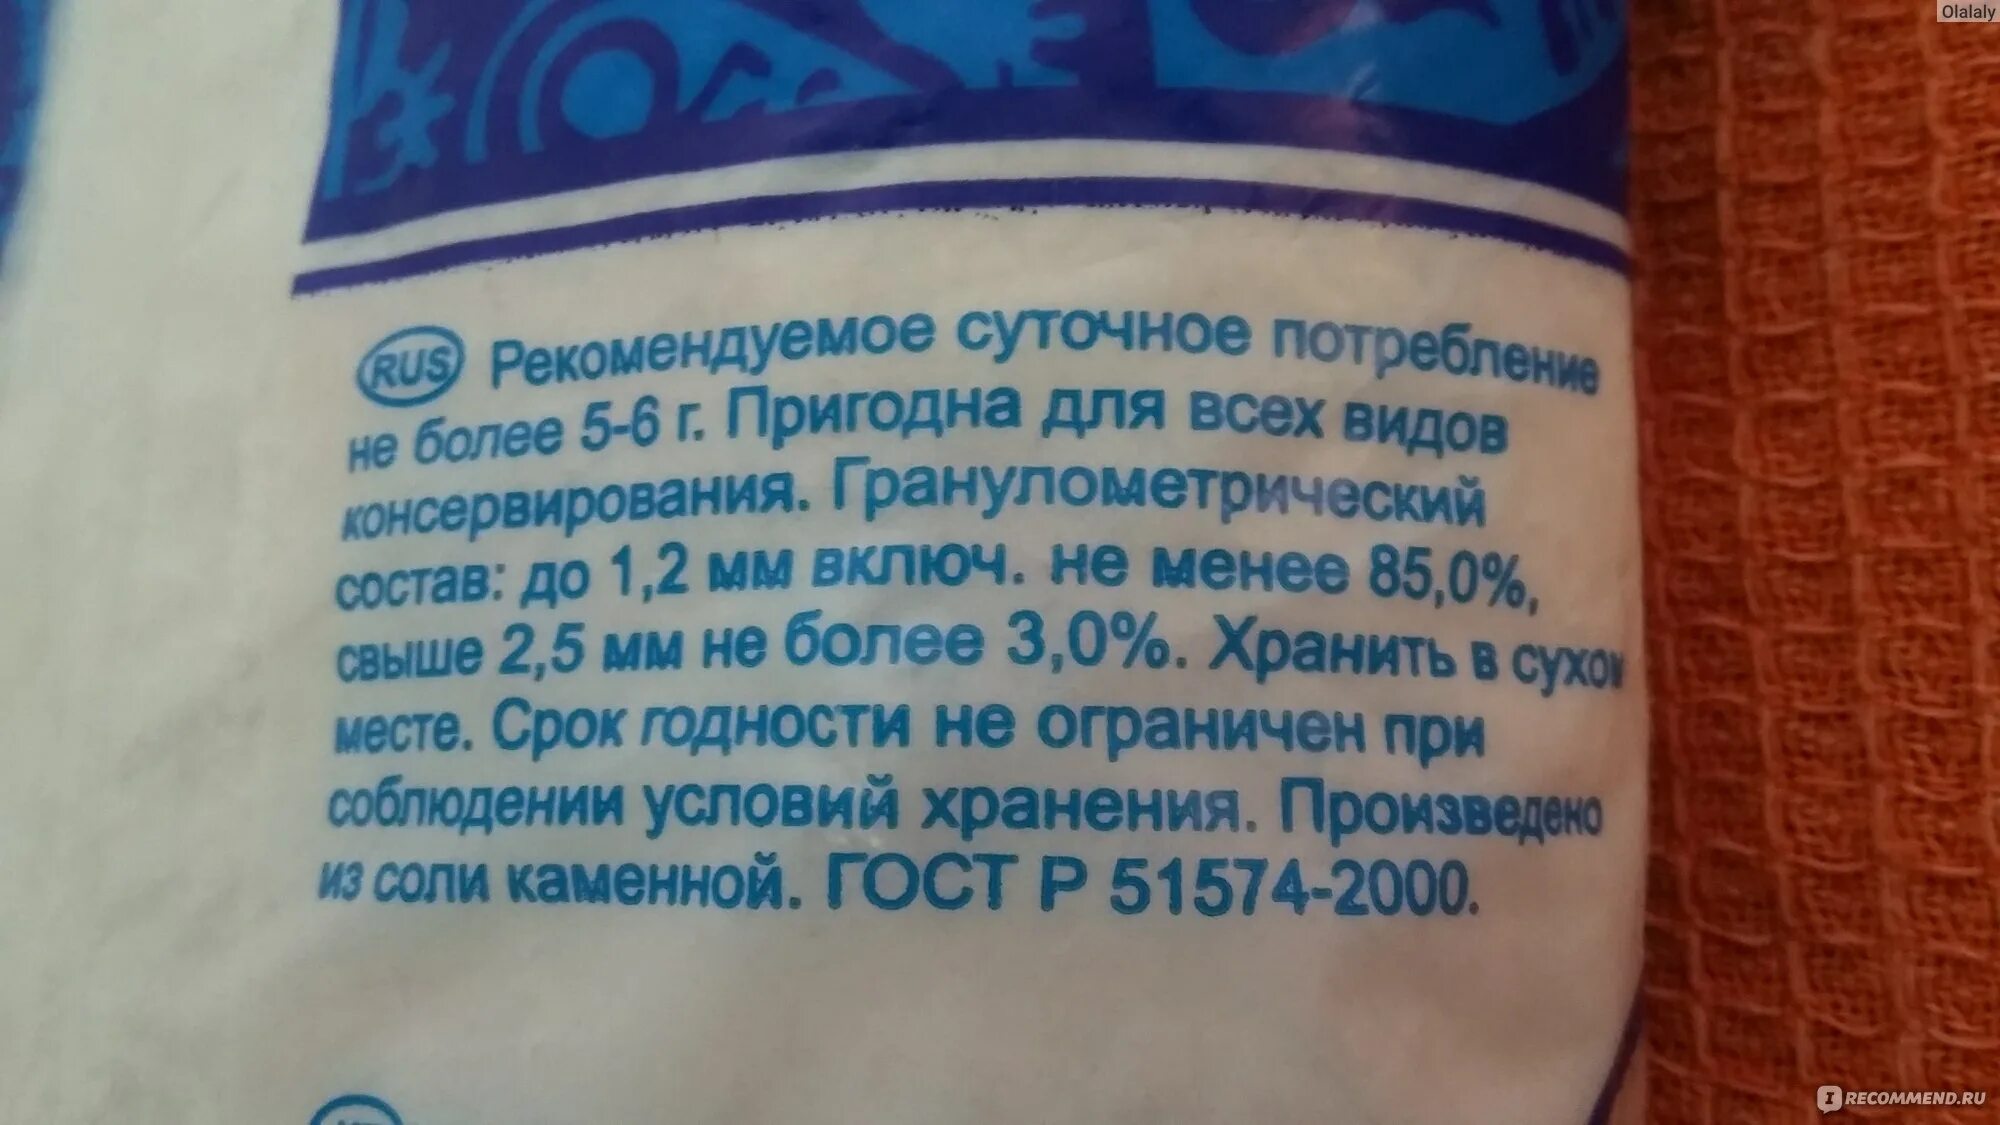 Olalaly
RUS Рекомендуемое суточное потребление
не более 5-6 г. Пригодна для всех видов
консервирования. Гранулометрический
состав: до 1,2 мм включ. не менее 85,0%,
свыше 2,5 мм не более 3,0%. Хранить в сухом
месте. Срок годности не ограничен при
соблюдении условий хранения. Произведено
из соли каменной. ГОСТ Р 51574-2000.
IRECOMMEND.RU